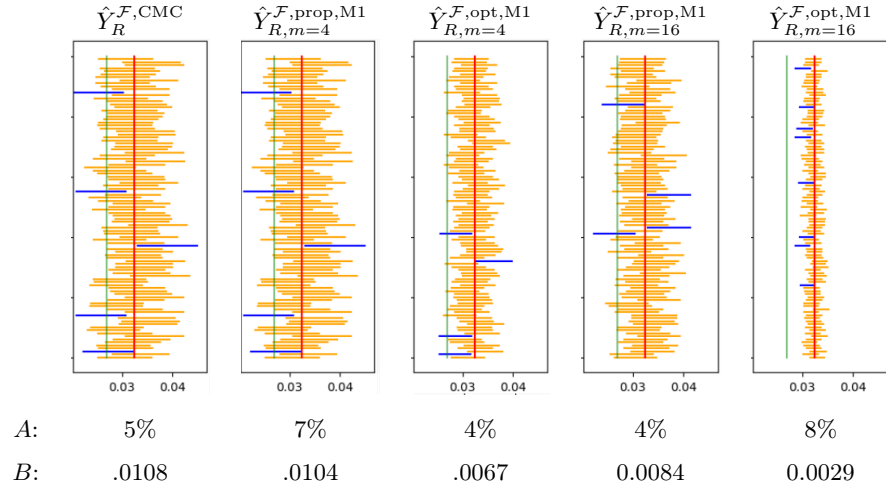 Ŷ_R^{F,CMC} Ŷ_{R,m=4}^{F,prop,M1} Ŷ_{R,m=4}^{F,opt,M1} Ŷ_{R,m=16}^{F,prop,M1} Ŷ_{R,m=16}^{F,opt,M1}
0.03 0.04 0.03 0.04 0.03 0.04 0.03 0.04 0.03 0.04
A: 5% 7% 4% 4% 8%
B: .0108 .0104 .0067 0.0084 0.0029